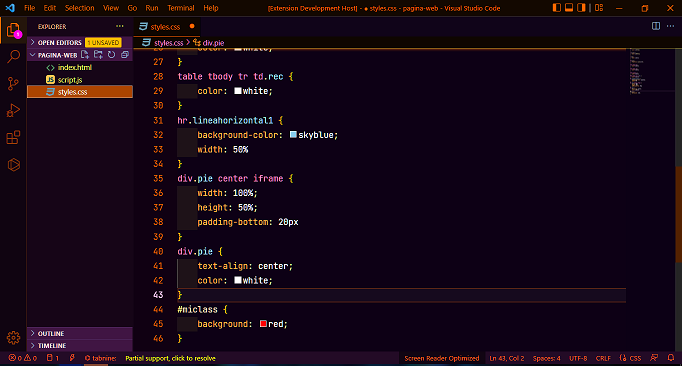 File Edit Selection View Go Run Terminal Help [Extension Development Host] - ● styles.css - pagina-web - Visual Studio Code
EXPLORER
OPEN EDITORS 1 UNSAVED
PAGINA-WEB
index.html
script.js
styles.css
OUTLINE
TIMELINE
styles.css
styles.css > div.pie
27 }
28 table tbody tr td.rec {
29 color: white;
30 }
31 hr.lineahorizontal1 {
32 background-color: skyblue;
33 width: 50%
34 }
35 div.pie center iframe {
36 width: 100%;
37 height: 50%;
38 padding-bottom: 20px
39 }
40 div.pie {
41 text-align: center;
42 color: white;
43 }
44 #miclass {
45 background: red;
46 }
0 0 1 tabnine: Partial support, click to resolve Screen Reader Optimized Ln 43, Col 2 Spaces: 4 UTF-8 CRLF CSS